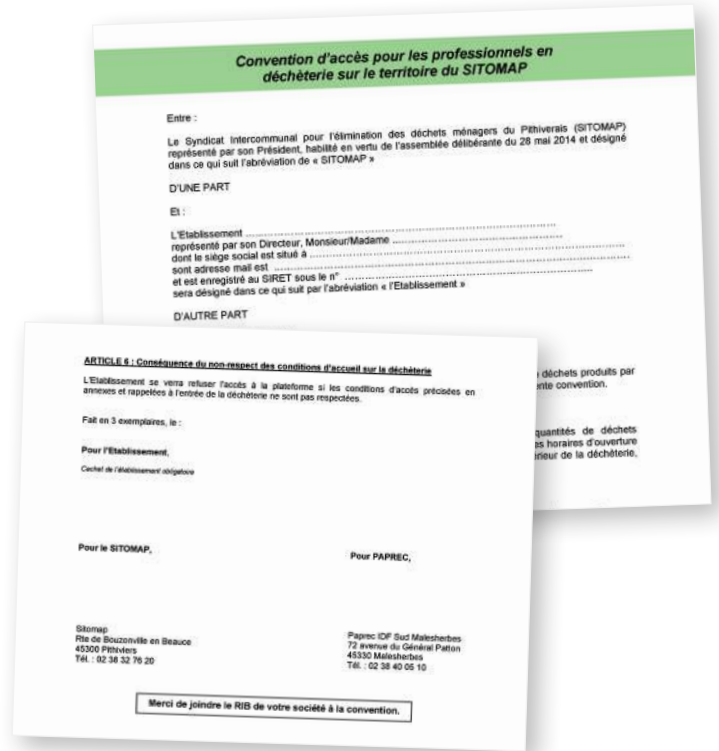 Convention d'accès pour les professionnels en
déchèterie sur le territoire du SITOMAP
Entre :
Le Syndicat Intercommunal pour l'élimination des déchets ménagers du Pithiverais (SITOMAP)
représenté par son Président, habilité en vertu de l'assemblée délibérante du 28 mai 2014 et désigné
dans ce qui suit l'abréviation de « SITOMAP »
D'UNE PART
Et :
L'Etablissement ..........................................................................
représenté par son Directeur, Monsieur/Madame ..........................................
dont le siège social est situé à ..........................................................................
sont adresse mail est ..........................................................................
et est enregistré au SIRET sous le n° ............................................................
sera désigné dans ce qui suit par l'abréviation « l'Etablissement »
D'AUTRE PART
déchets produits par
ente convention.
quantités de déchets
es horaires d'ouverture
érieur de la déchèterie,
ARTICLE 6 : Conséquence du non-respect des conditions d'accueil sur la déchèterie
L'Etablissement se verra refuser l'accès à la plateforme si les conditions d'accès précisées en
annexes et rappelées à l'entrée de la déchèterie ne sont pas respectées.
Fait en 3 exemplaires, le :
Pour l'Etablissement,
Cachet de l'établissement obligatoire
Pour le SITOMAP,
Pour PAPREC,
Sitomap
Rte de Bouzonville en Beauce
45300 Pithiviers
Tél. : 02 38 32 76 20
Paprec IDF Sud Malesherbes
72 avenue du Général Patton
45330 Malesherbes
Tél. : 02 38 40 05 10
Merci de joindre le RIB de votre société à la convention.